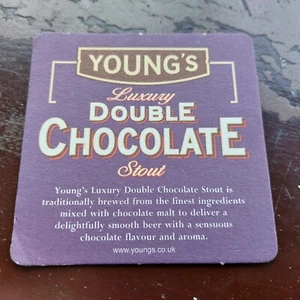 YOUNG'S
Luxury
DOUBLE
CHOCOLATE
Stout
Young's Luxury Double Chocolate Stout is
traditionally brewed from the finest ingredients
mixed with chocolate malt to deliver a
delightfully smooth beer with a sensuous
chocolate flavour and aroma.
www.youngs.co.uk